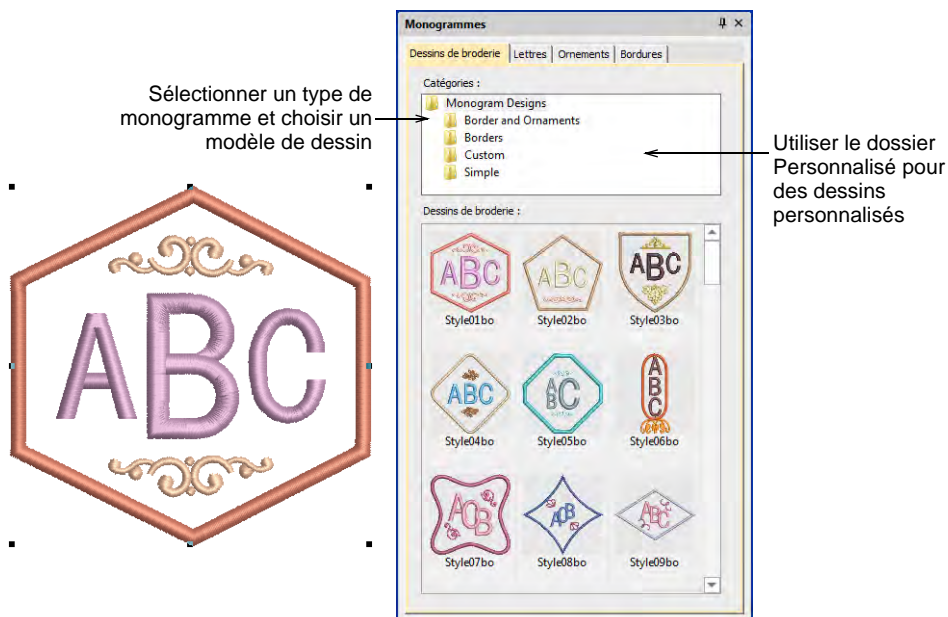 Monogrammes
Dessins de broderie
Lettres
Ornements
Bordures
Catégories :
Monogram Designs
Border and Ornaments
Borders
Custom
Simple
Sélectionner un type de
monogramme et choisir un
modèle de dessin
Utiliser le dossier
Personnalisé pour
des dessins
personnalisés
Dessins de broderie :
ABC
ABC
Style01bo
ABC
Style02bo
ABC
Style03bo
ABC
Style04bo
ABC
Style05bo
ABC
Style06bo
ACB
Style07bo
ACB
Style08bo
ABC
Style09bo